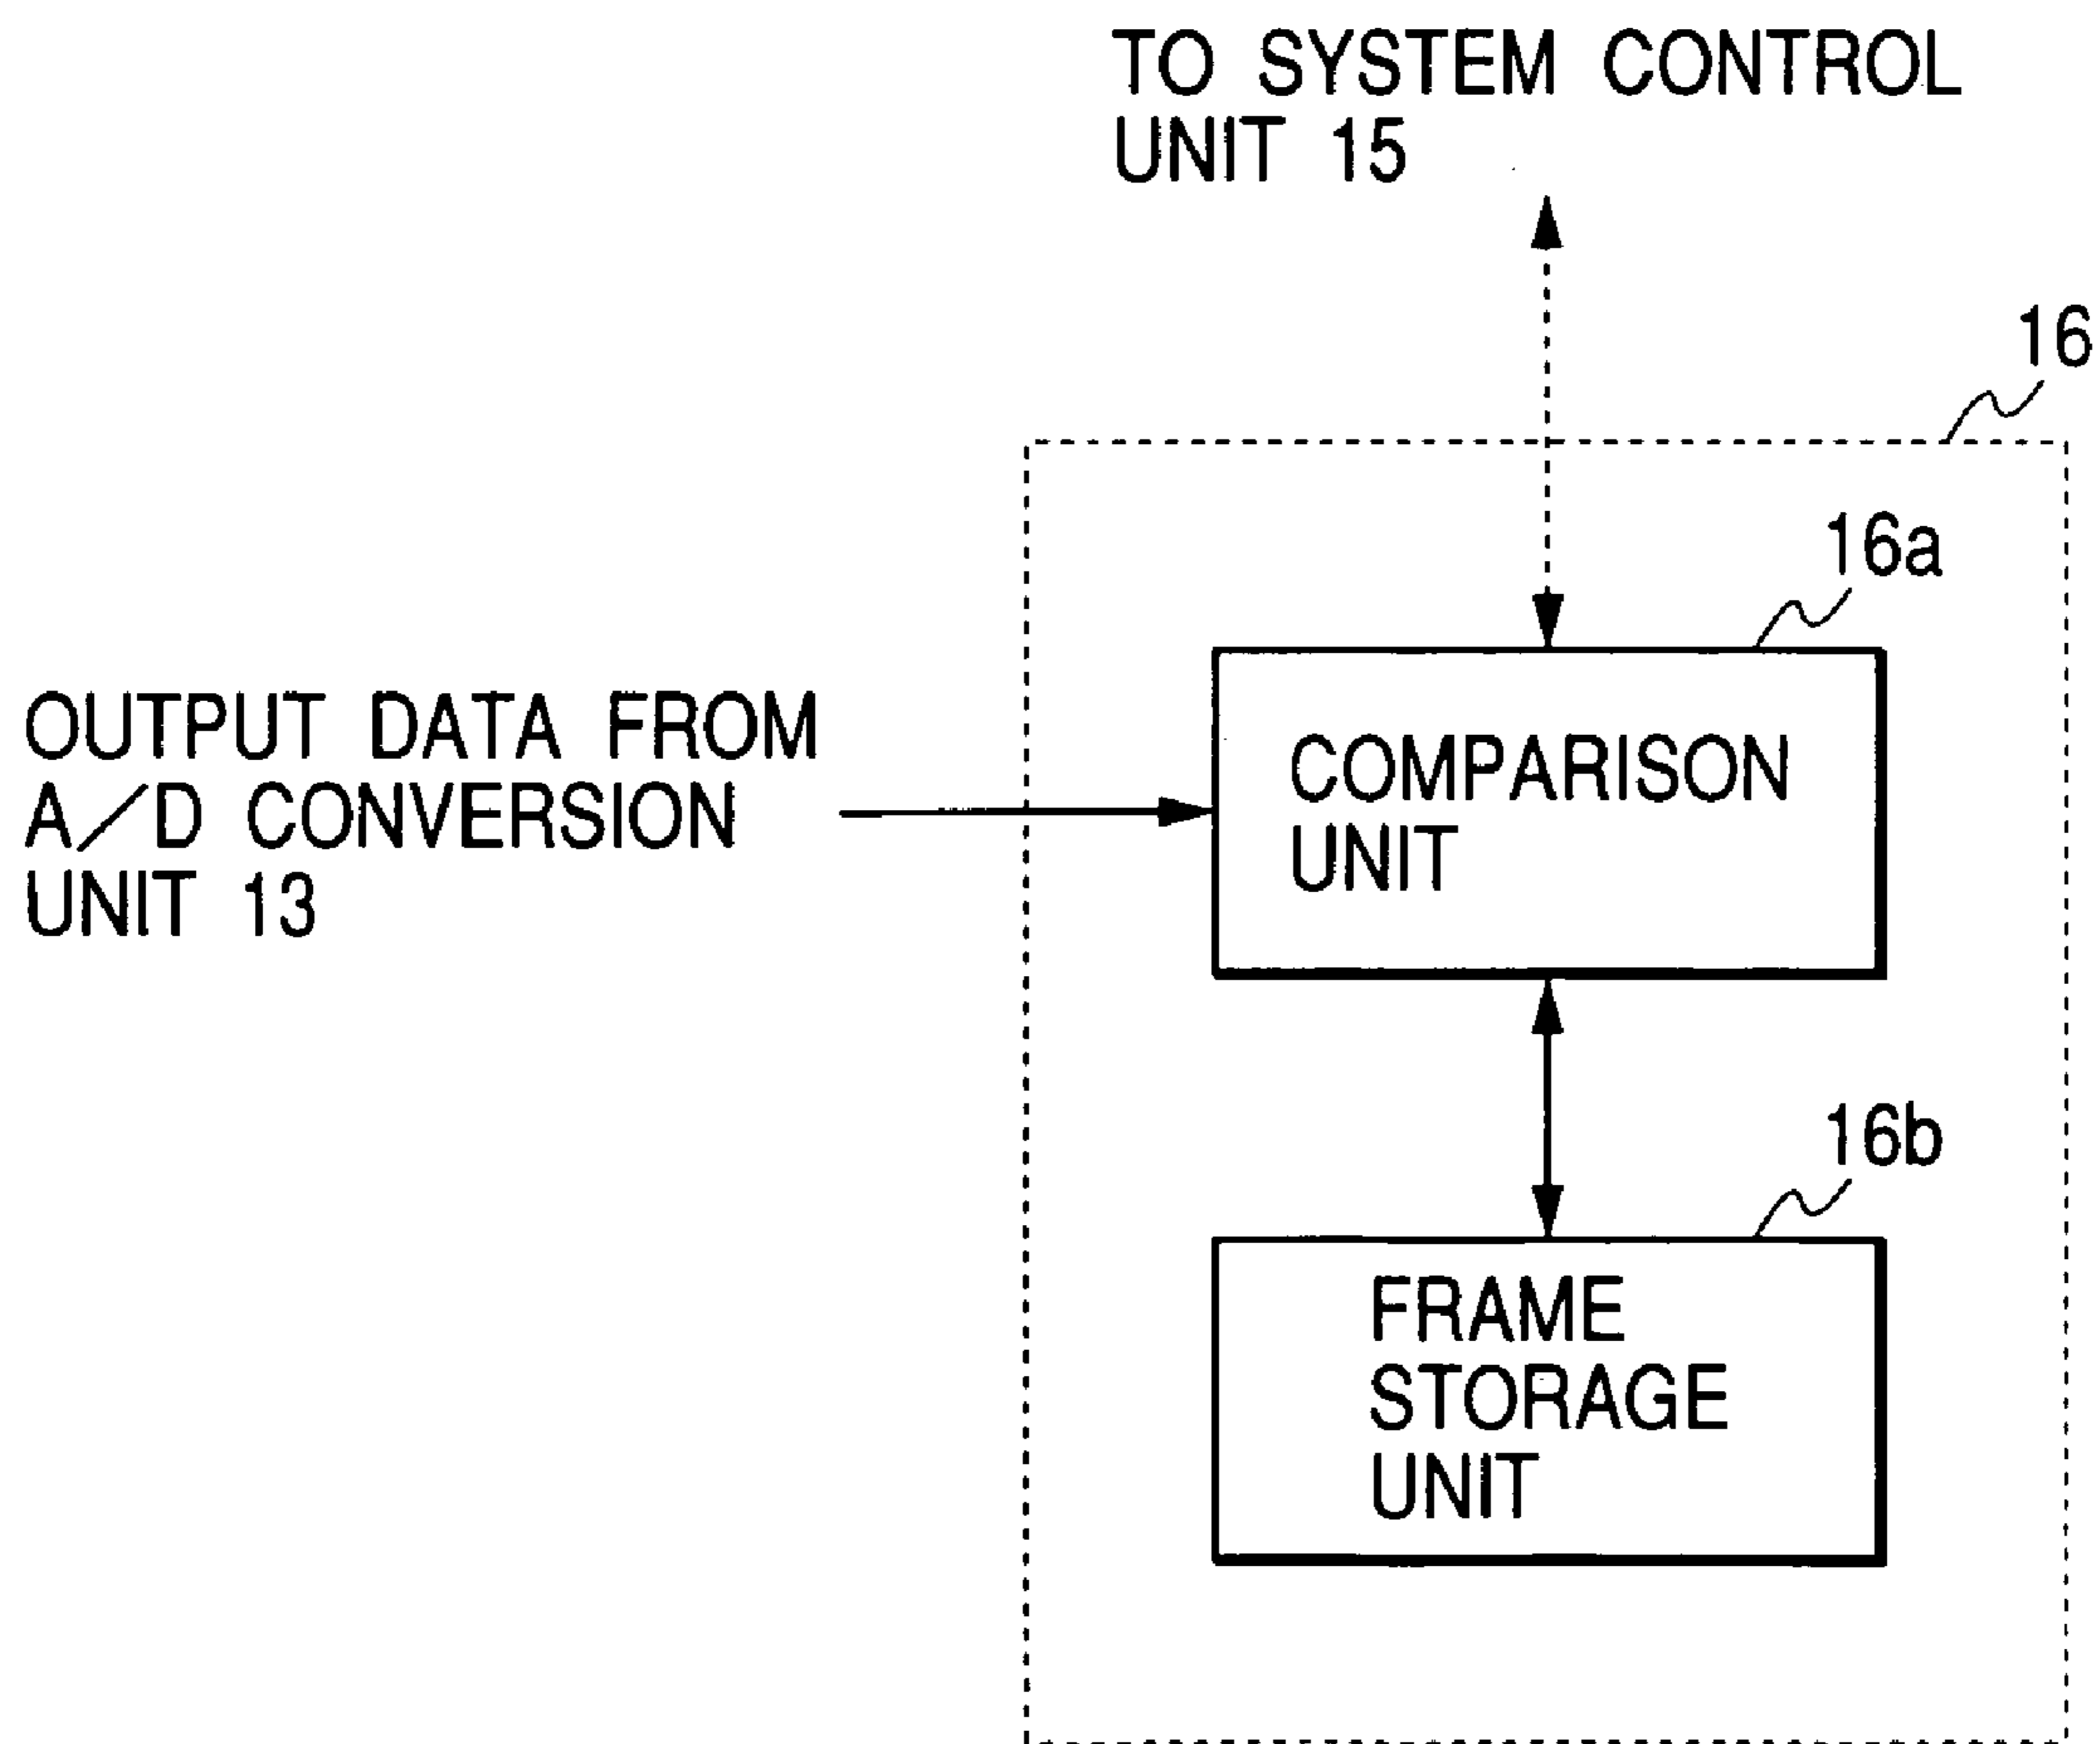 TO SYSTEM CONTROL
UNIT 15
16
16a
OUTPUT DATA FROM
A/D CONVERSION
UNIT 13
COMPARISON
UNIT
16b
FRAME
STORAGE
UNIT